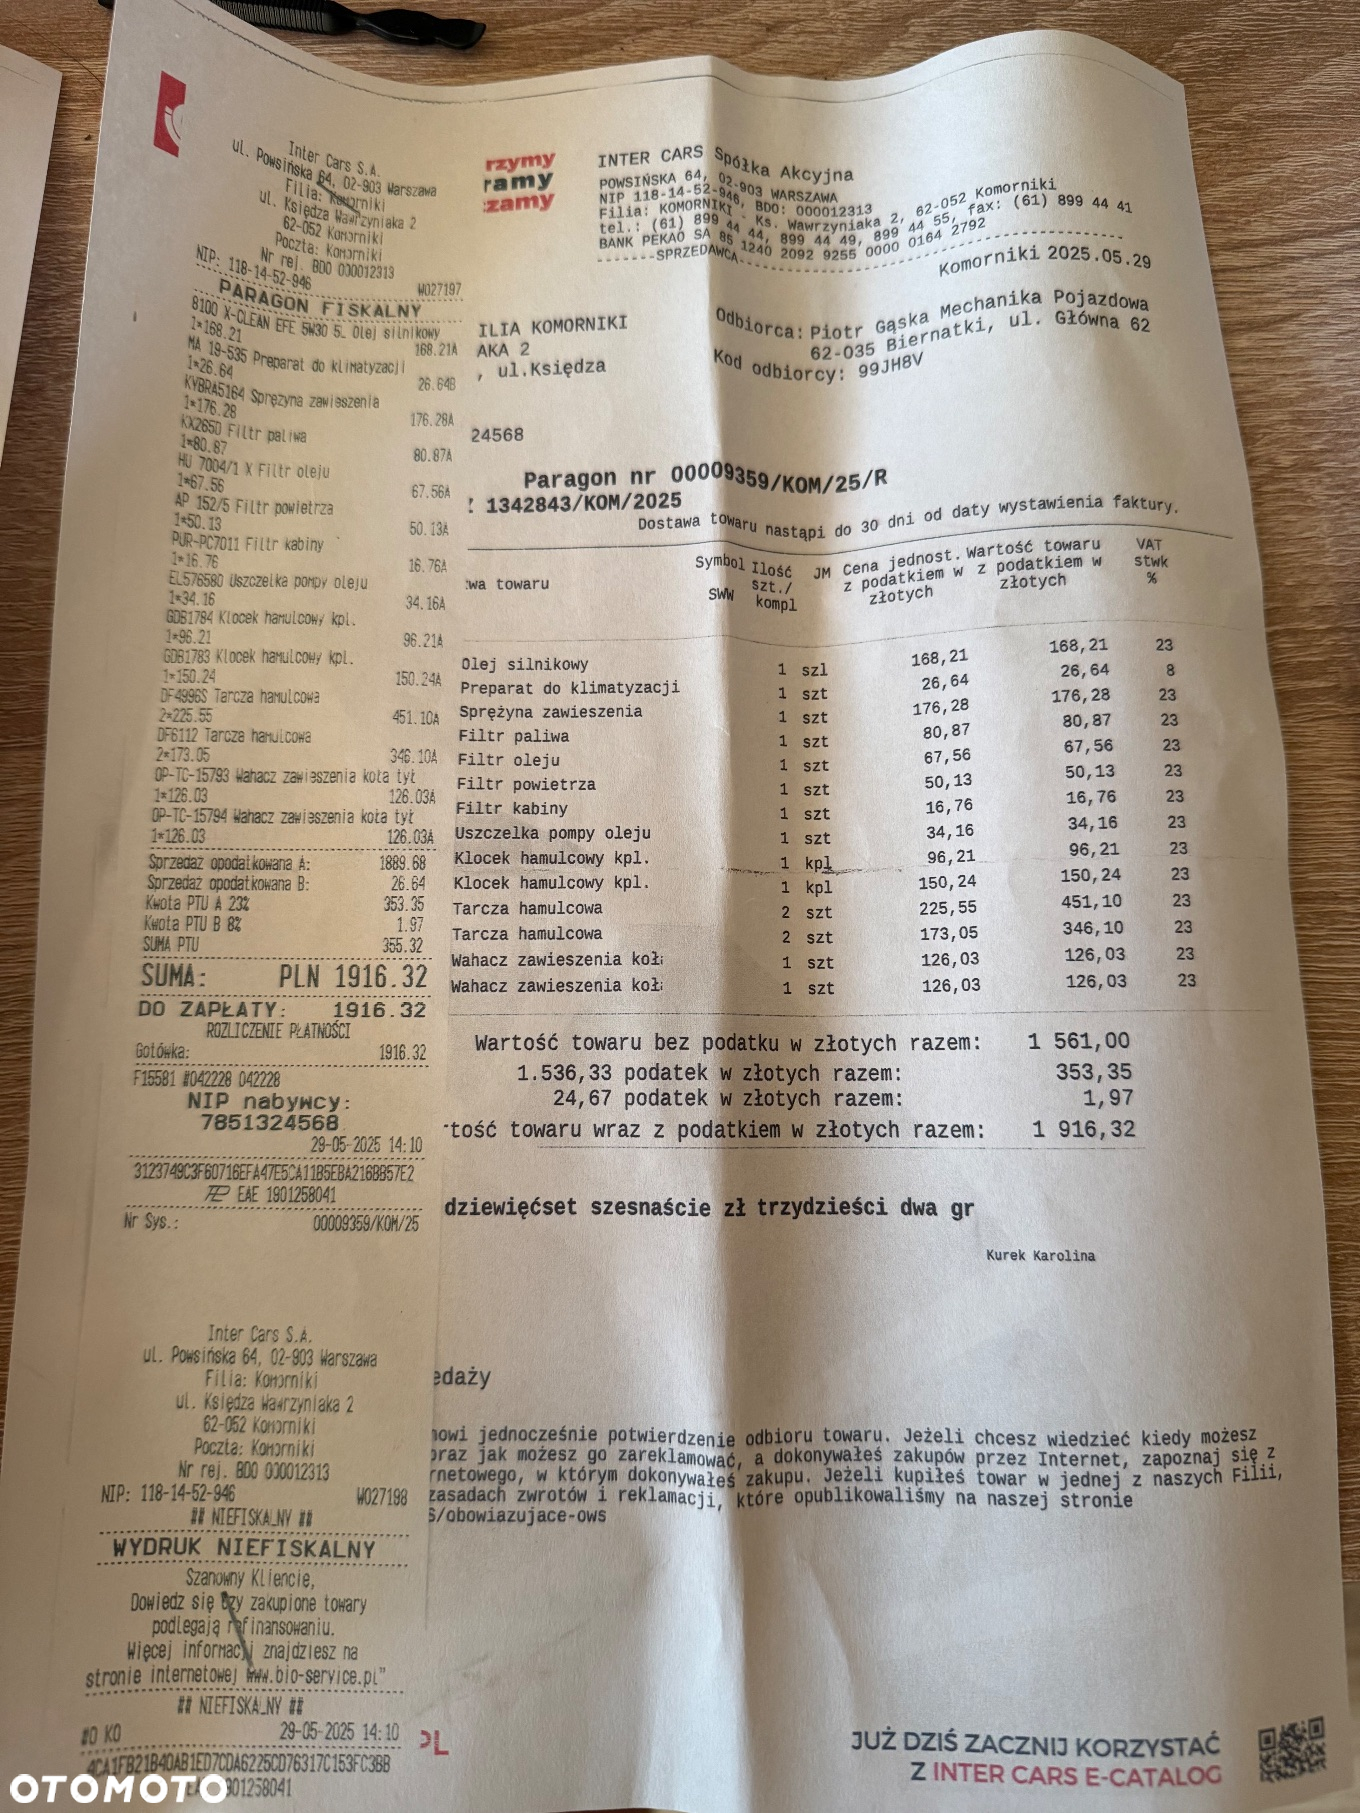 Inter Cars S.A.
ul. Powsińska 64, 02-903 Warszawa
Filia: Komorniki
ul. Księdza Wawrzyniaka 2
62-052 Komorniki
Poczta: Komorniki
Nr rej. BDO 000012313
NIP: 118-14-52-946
W027197
PARAGON FISKALNY
8100 X-CLEAN EFE 5W30 5_ Olej silnikowy
1*168.21 168.21A
MA 19-535 Preparat do klimatyzacji
1*26.64 26.64B
KYBRA5164 Sprężyna zawieszenia
1*176.28 176.28A
KX265D Filtr paliwa
1*80.87 80.87A
HU 7004/1 X Filtr oleju
1*67.56 67.56A
AP 152/5 Filtr powietrza
1*50.13 50.13A
PUR-PC7011 Filtr kabiny
1*16.76 16.76A
EL576580 Uszczelka pompy oleju
1*34.16 34.16A
GDB1784 Klocek hamulcowy kpl.
1*96.21 96.21A
GDB1783 Klocek hamulcowy kpl.
1*150.24 150.24A
DF4996S Tarcza hamulcowa
2*225.55 451.10A
DF6112 Tarcza hamulcowa
2*173.05 346.10A
OP-TC-15793 Wahacz zawieszenia koła tył
1*126.03 126.03A
OP-TC-15794 Wahacz zawieszenia koła tył
1*126.03 126.03A
Sprzedaż opodatkowana A: 1889.68
Sprzedaż opodatkowana B: 26.64
Kwota PTU A 23% 353.35
Kwota PTU B 8% 1.97
SUMA PTU 355.32
SUMA: PLN 1916.32
DO ZAPŁATY: 1916.32
ROZLICZENIE PŁATNOŚCI
Gotówka: 1916.32
F15581 #042228 042228
NIP nabywcy:
7851324568
29-05-2025 14:10
3123749C3F60716EFA47E5CA11B5EBA216BB57E2
EAE 1901258041
Nr Sys.: 00009359/KOM/25
Inter Cars S.A.
ul. Powsińska 64, 02-903 Warszawa
Filia: Komorniki
ul. Księdza Wawrzyniaka 2
62-052 Komorniki
Poczta: Komorniki
Nr rej. BDO 000012313
NIP: 118-14-52-946 W027198
## NIEFISKALNY ##
WYDRUK NIEFISKALNY
Szanowny Kliencie,
Dowiedz się czy zakupione towary
podlegają refinansowaniu.
Więcej informacji znajdziesz na
stronie internetowej www.bio-service.pl"
## NIEFISKALNY ##
#0 KO 29-05-2025 14:10
4CA1FB21B40AB1ED7CDA6225CD76317C153FC3BB
1901258041
rzymy
ramy
zamy
INTER CARS Spółka Akcyjna
POWSIŃSKA 64, 02-903 WARSZAWA
NIP 118-14-52-946, BDO: 000012313
Filia: KOMORNIKI - Ks. Wawrzyniaka 2, 62-052 Komorniki
tel.: (61) 899 44 44, 899 44 49, 899 44 55, fax: (61) 899 44 41
BANK PEKAO SA 85 1240 2092 9255 0000 0164 2792
-------SPRZEDAWCA-------
Komorniki 2025.05.29
ILIA KOMORNIKI
AKA 2
, ul.Księdza
24568
Odbiorca: Piotr Gąska Mechanika Pojazdowa
62-035 Biernatki, ul. Główna 62
Kod odbiorcy: 99JH8V
Paragon nr 00009359/KOM/25/R
: 1342843/KOM/2025
Dostawa towaru nastąpi do 30 dni od daty wystawienia faktury.
wa towaru Symbol SWW Ilość szt./ kompl JM Cena jednost. z podatkiem w złotych Wartość towaru z podatkiem w złotych VAT stwk %
Olej silnikowy 1 szl 168,21 168,21 23
Preparat do klimatyzacji 1 szt 26,64 26,64 8
Sprężyna zawieszenia 1 szt 176,28 176,28 23
Filtr paliwa 1 szt 80,87 80,87 23
Filtr oleju 1 szt 67,56 67,56 23
Filtr powietrza 1 szt 50,13 50,13 23
Filtr kabiny 1 szt 16,76 16,76 23
Uszczelka pompy oleju 1 szt 34,16 34,16 23
Klocek hamulcowy kpl. 1 kpl 96,21 96,21 23
Klocek hamulcowy kpl. 1 kpl 150,24 150,24 23
Tarcza hamulcowa 2 szt 225,55 451,10 23
Tarcza hamulcowa 2 szt 173,05 346,10 23
Wahacz zawieszenia koła 1 szt 126,03 126,03 23
Wahacz zawieszenia koła 1 szt 126,03 126,03 23
Wartość towaru bez podatku w złotych razem: 1 561,00
1.536,33 podatek w złotych razem: 353,35
24,67 podatek w złotych razem: 1,97
tość towaru wraz z podatkiem w złotych razem: 1 916,32
dziewięćset szesnaście zł trzydzieści dwa gr
Kurek Karolina
edaży
nowi jednocześnie potwierdzenie odbioru towaru. Jeżeli chcesz wiedzieć kiedy możesz
oraz jak możesz go zareklamować, a dokonywałeś zakupów przez Internet, zapoznaj się z
rnetowego, w którym dokonywałeś zakupu. Jeżeli kupiłeś towar w jednej z naszych Filii,
zasadach zwrotów i reklamacji, które opublikowaliśmy na naszej stronie
s/obowiazujace-ows
PL
JUŻ DZIŚ ZACZNIJ KORZYSTAĆ
Z INTER CARS E-CATALOG
OTOMOTO